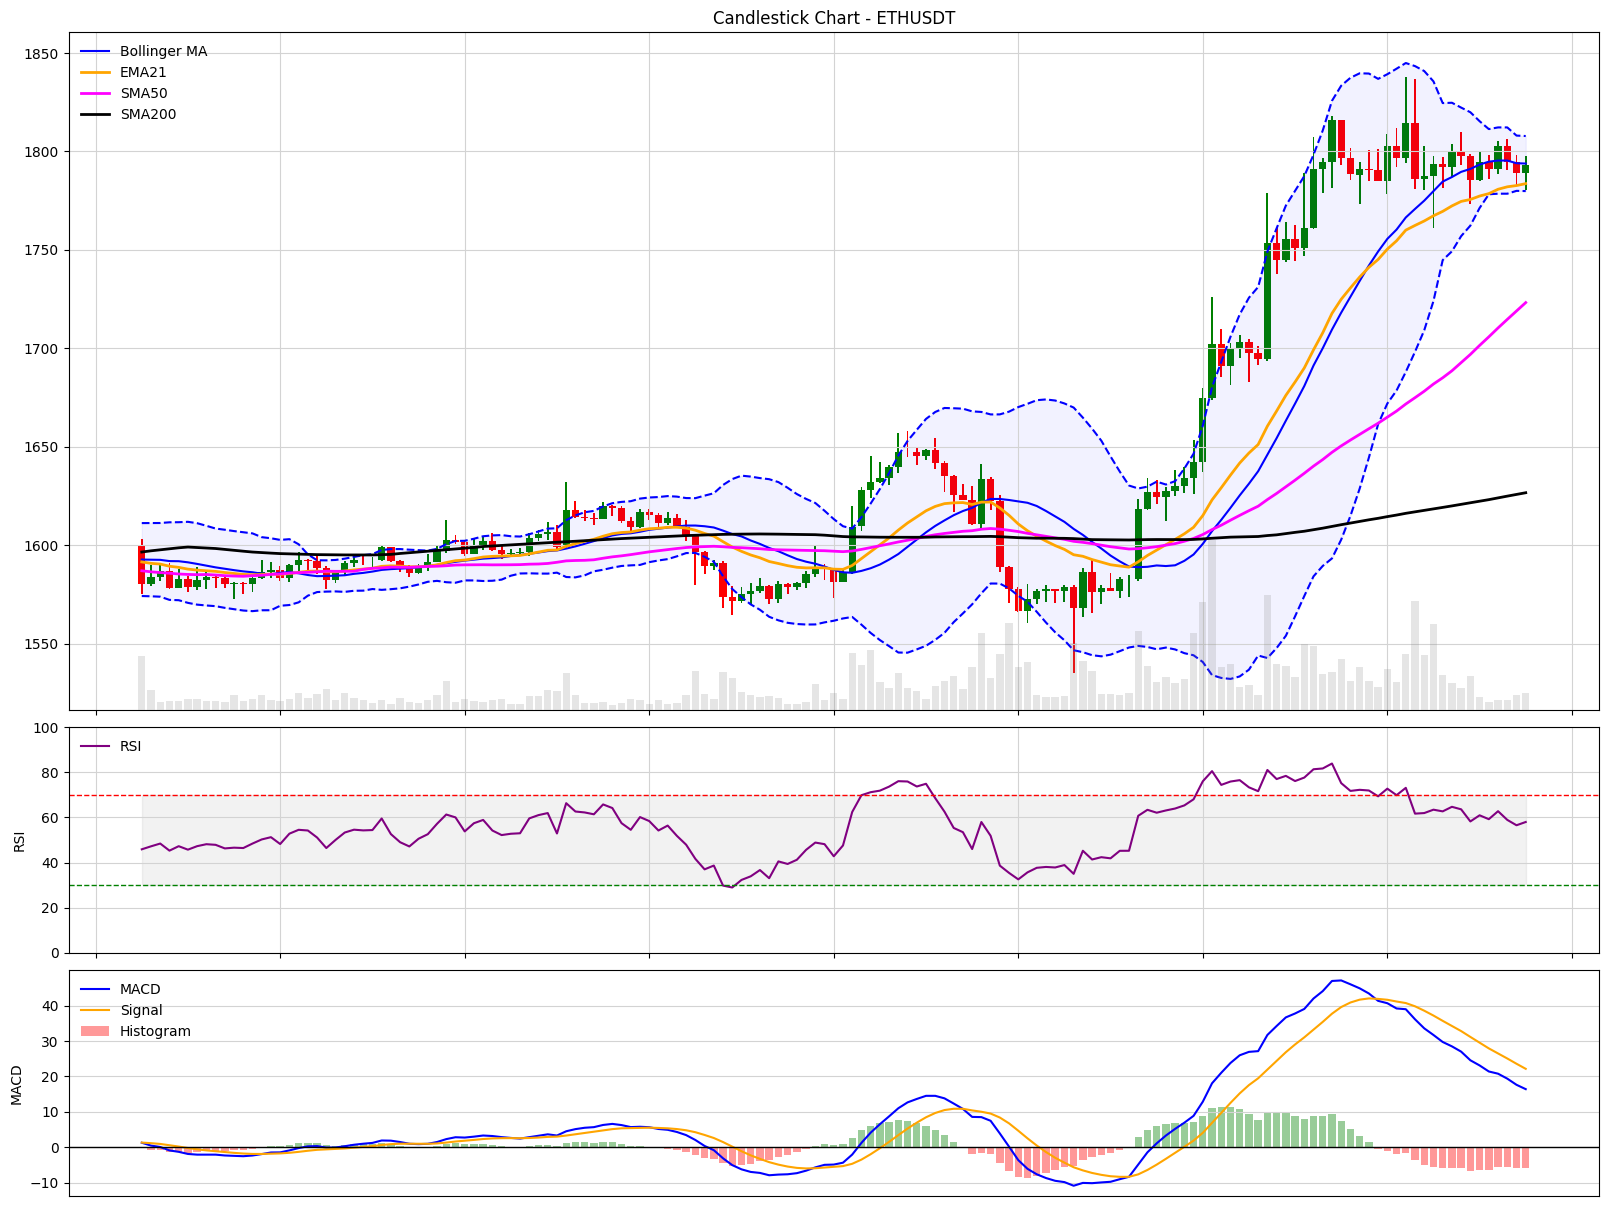 Candlestick Chart - ETHUSDT
Bollinger MA
EMA21
SMA50
SMA200
1850
1800
1750
1700
1650
1600
1550
RSI
RSI
100
80
60
40
20
0
MACD
Signal
Histogram
MACD
40
30
20
10
0
−10